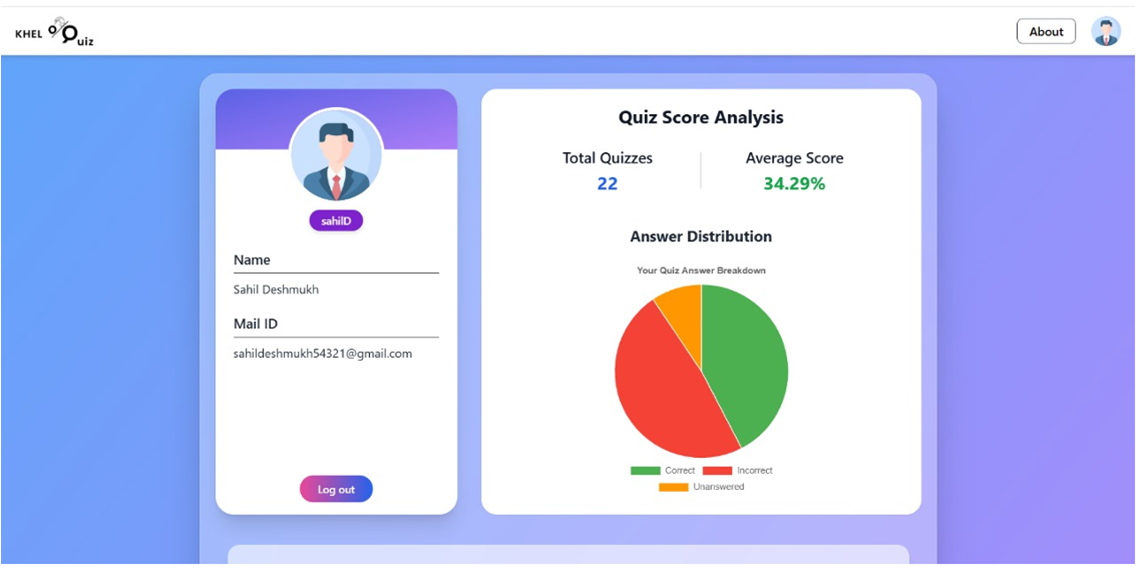 KHEL Quiz
About
sahilD
Name
Sahil Deshmukh
Mail ID
sahildeshmukh54321@gmail.com
Log out
Quiz Score Analysis
Total Quizzes Average Score
22 34.29%
Answer Distribution
Your Quiz Answer Breakdown
Correct Incorrect
Unanswered